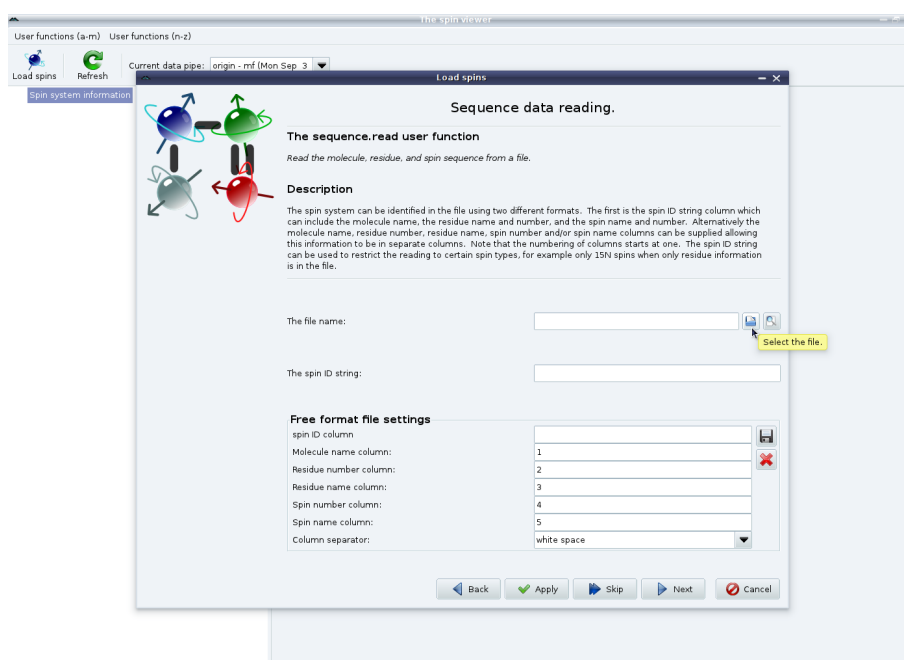 The spin viewer
User functions (a-m) User functions (n-z)
Load spins
Refresh
Current data pipe: origin - mf (Mon Sep 3
Spin system information
Load spins
Sequence data reading.
The sequence.read user function
Read the molecule, residue, and spin sequence from a file.
Description
The spin system can be identified in the file using two different formats. The first is the spin ID string column which
can include the molecule name, the residue name and number, and the spin name and number. Alternatively the
molecule name, residue number, residue name, spin number and/or spin name columns can be supplied allowing
this information to be in separate columns. Note that the numbering of columns starts at one. The spin ID string
can be used to restrict the reading to certain spin types, for example only 15N spins when only residue information
is in the file.
The file name:
Select the file.
The spin ID string:
Free format file settings
spin ID column
Molecule name column: 1
Residue number column: 2
Residue name column: 3
Spin number column: 4
Spin name column: 5
Column separator: white space
Back Apply Skip Next Cancel